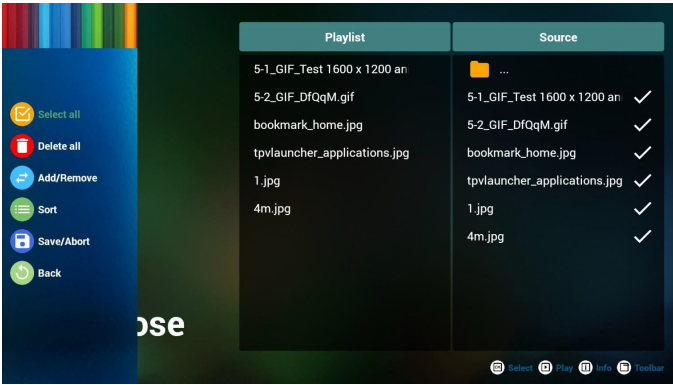 Select all
Delete all
Add/Remove
Sort
Save/Abort
Back
ose
Playlist
5-1_GIF_Test 1600 x 1200 an
5-2_GIF_DfQqM.gif
bookmark_home.jpg
tpvlauncher_applications.jpg
1.jpg
4m.jpg
Source
...
5-1_GIF_Test 1600 x 1200 an
5-2_GIF_DfQqM.gif
bookmark_home.jpg
tpvlauncher_applications.jpg
1.jpg
4m.jpg
Select Play Info Toolbar